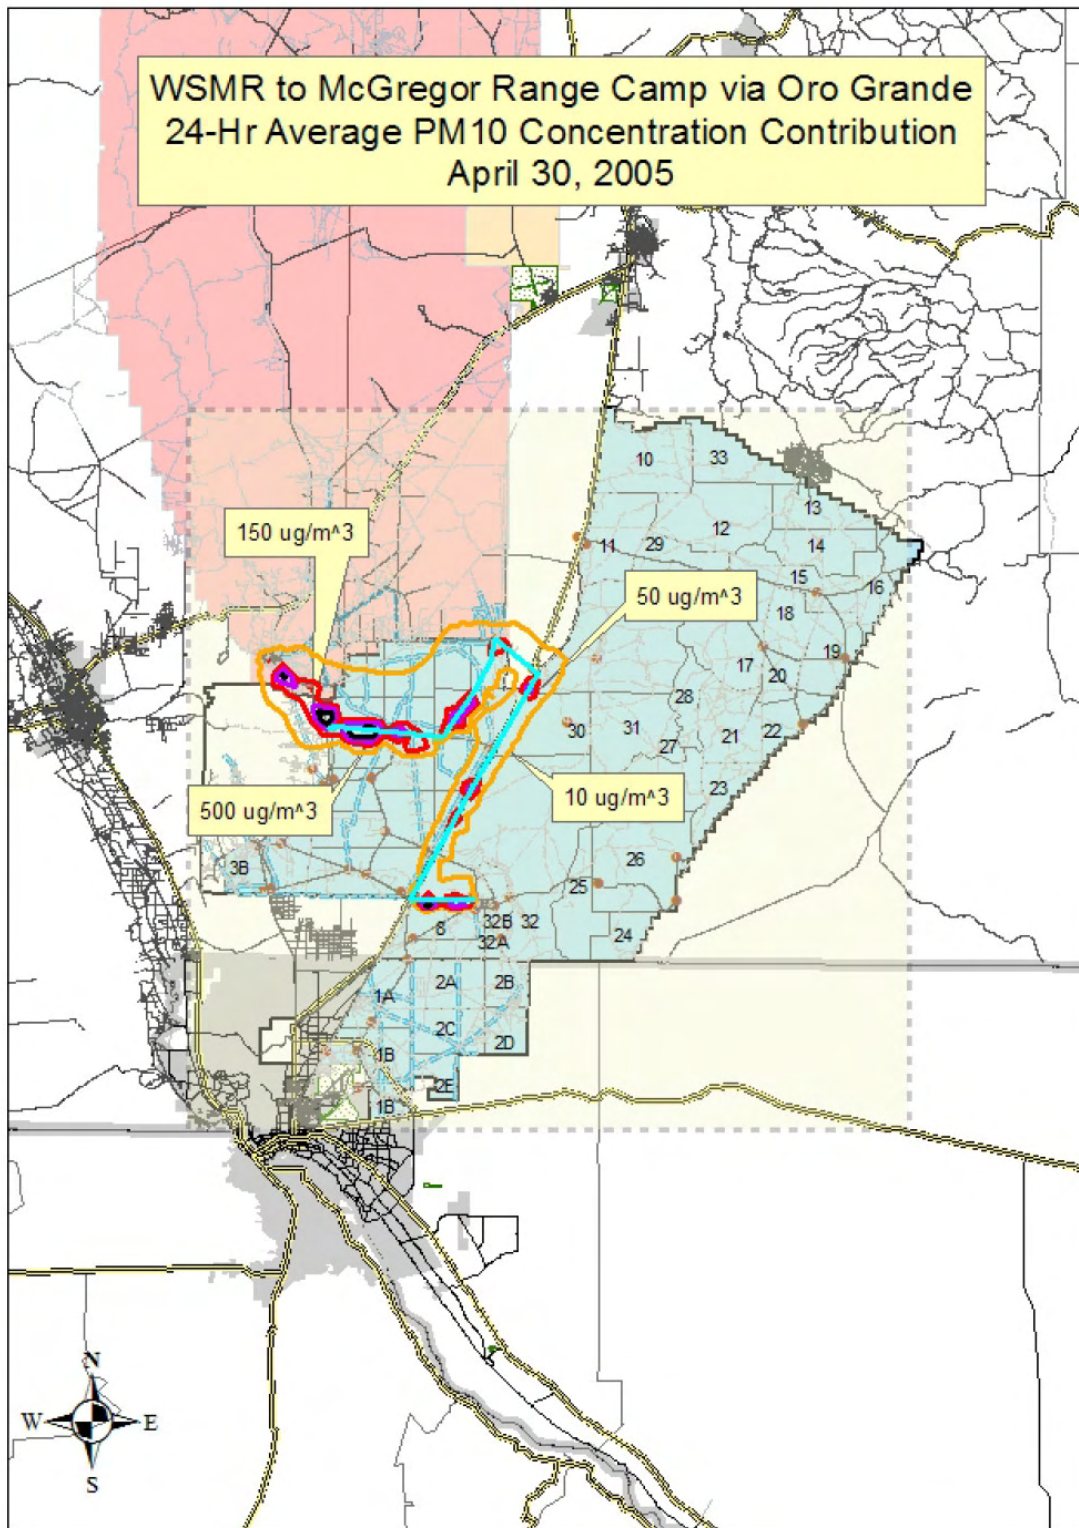 WSMR to McGregor Range Camp via Oro Grande
24-Hr Average PM10 Concentration Contribution
April 30, 2005
10
33
13
150 ug/m^3
12
11
29
14
15
16
50 ug/m^3
18
19
17
20
28
30
31
27
21
22
23
500 ug/m^3
10 ug/m^3
3B
26
25
32B
32
8
32A
24
2A
2B
1A
2C
2D
1B
2E
1B
N
W
E
S